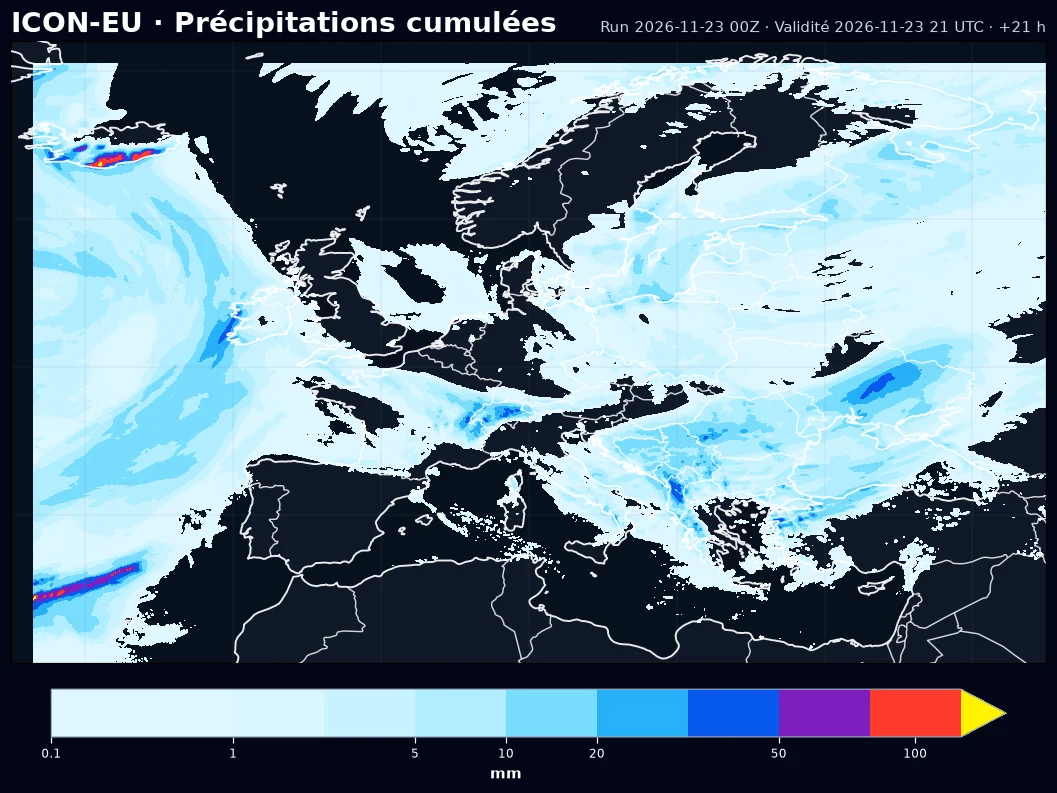 ICON-EU · Précipitations cumulées
Run 2026-11-23 00Z · Validité 2026-11-23 21 UTC · +21 h
0.1 1 5 10 20 50 100
mm